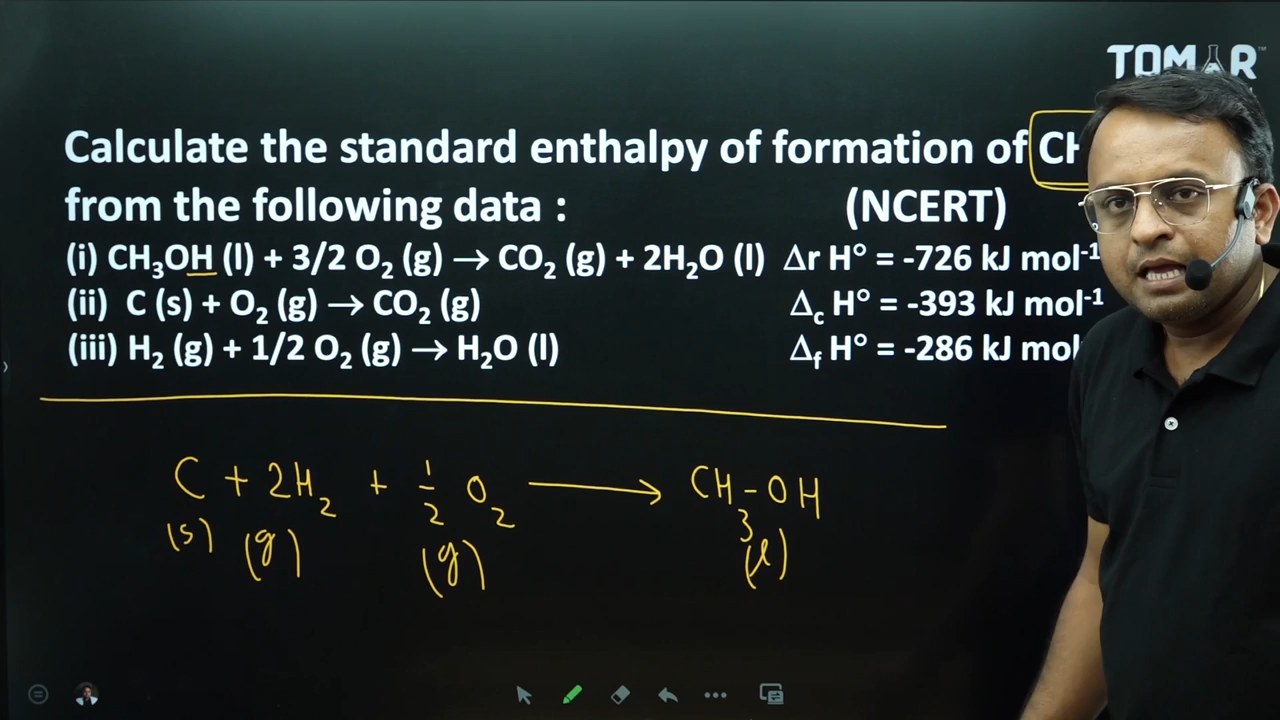 TOMAR™
Calculate the standard enthalpy of formation of
from the following data : (NCERT)
(i) CH₃OH (l) + 3/2 O₂ (g) → CO₂ (g) + 2H₂O (l) Δr H° = -726 kJ mol⁻¹
(ii) C (s) + O₂ (g) → CO₂ (g) Δc H° = -393 kJ mol⁻¹
(iii) H₂ (g) + 1/2 O₂ (g) → H₂O (l) Δf H° = -286 kJ mol
C + 2H₂ + 1/2 O₂ → CH₃-OH
(s) (g) (g) (l)